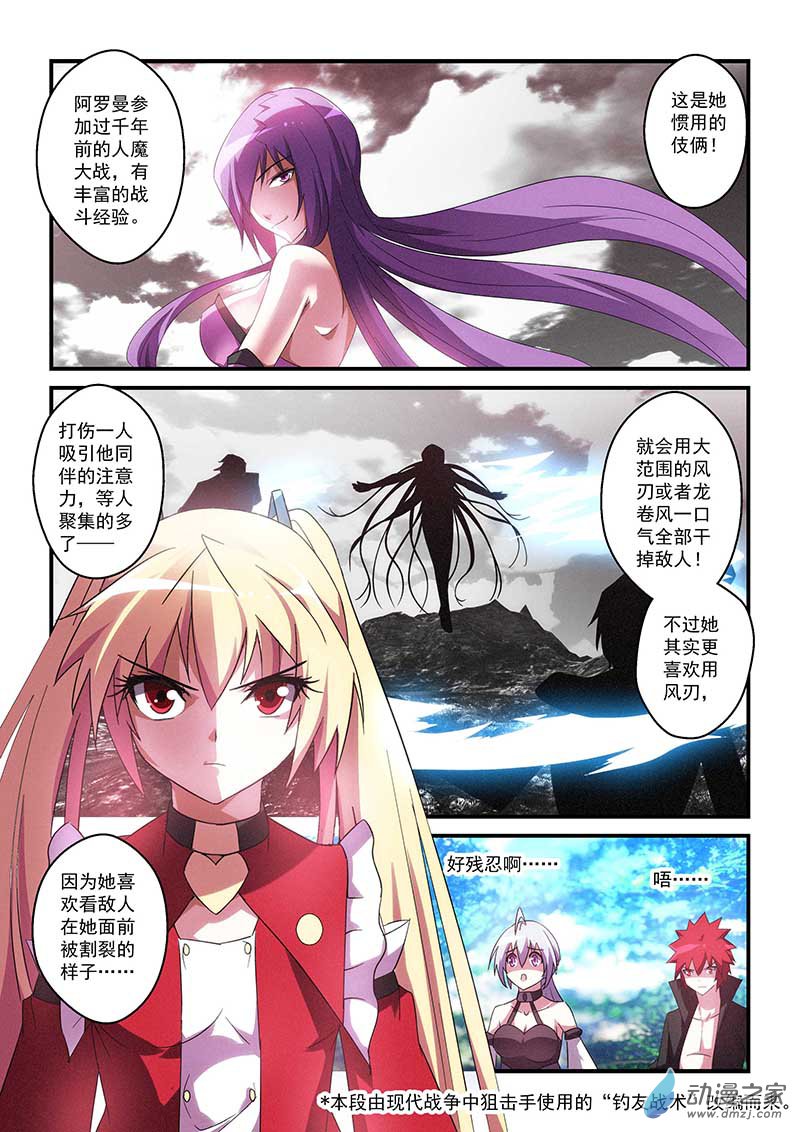 这是她
惯用的
伎俩！
阿罗曼参
加过千年
前的人魔
大战，有
丰富的战
斗经验。
打伤一人
吸引他同
伴的注意
力，等人
聚集的多
了——
就会用大
范围的风
刃或者龙
卷风一口
气全部干
掉敌人！
不过她
其实更
喜欢用
风刃，
因为她喜
欢看敌人
在她面前
被割裂的
样子……
好残忍啊……
唔……
*本段由现代战争中狙击手使用的“钓友战术”改编而来。
动漫之家